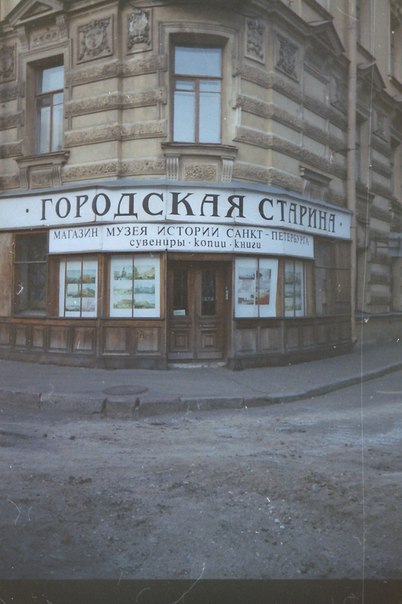 · ГОРОДСКАЯ СТАРИНА ·
МАГАЗИН МУЗЕЯ ИСТОРИИ САНКТ-ПЕТЕРБУРГА
сувениры · копии · книги